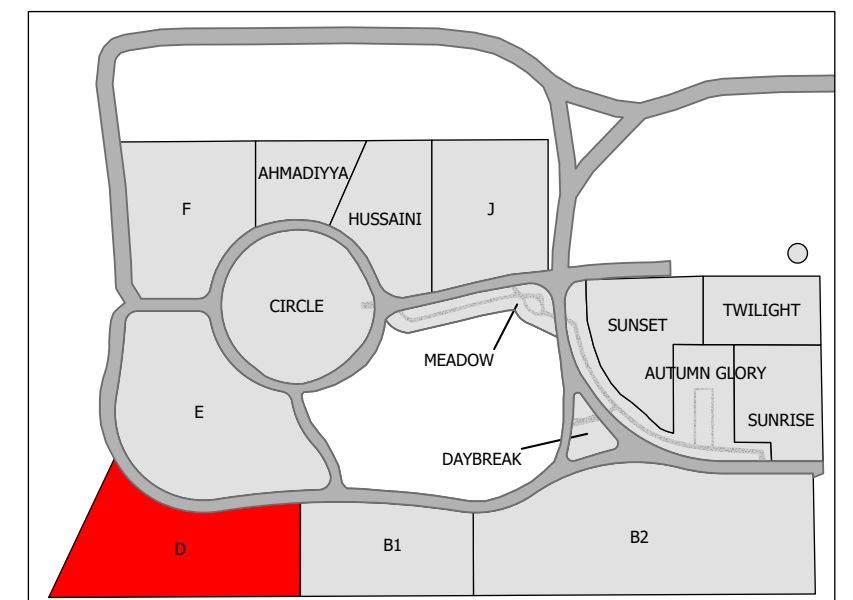 AHMADIYYA
F
HUSSAINI
J
CIRCLE
TWILIGHT
SUNSET
MEADOW
AUTUMN GLORY
E
SUNRISE
DAYBREAK
D
B1
B2